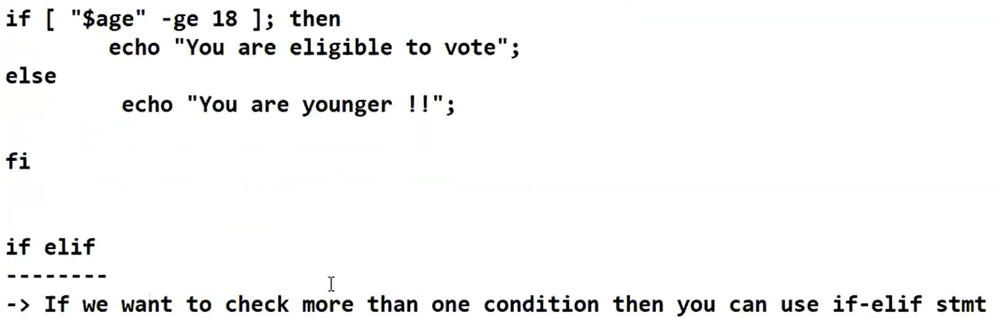 if [ "$age" -ge 18 ]; then
echo "You are eligible to vote";
else
echo "You are younger !!";
fi
if elif
--------
-> If we want to check more than one condition then you can use if-elif stmt